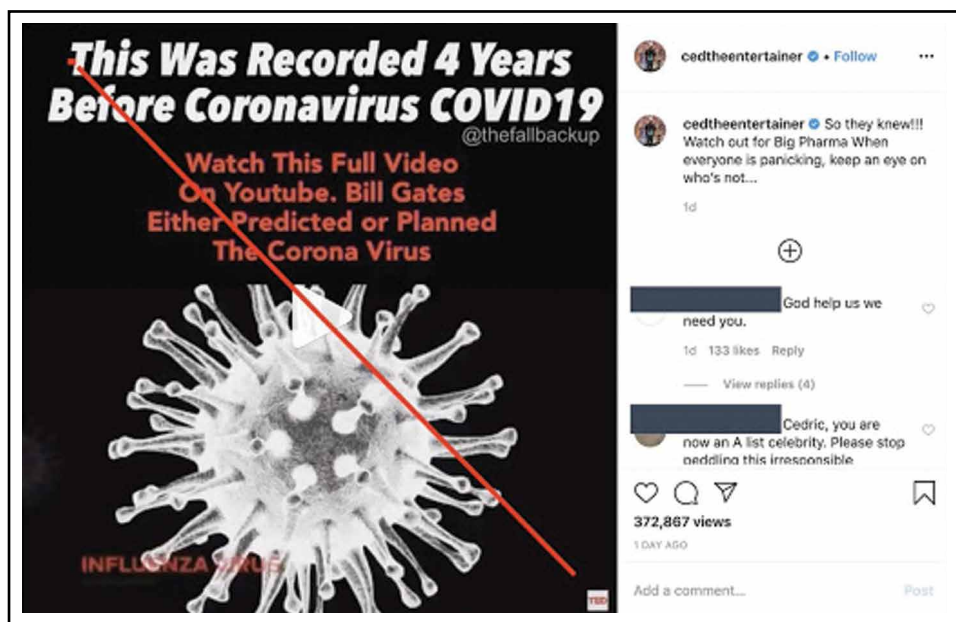 This Was Recorded 4 Years
Before Coronavirus COVID19
@thefallbackup
Watch This Full Video
On Youtube. Bill Gates
Either Predicted or Planned
The Corona Virus
INFLUENZA VIRUS
TED
cedtheentertainer • Follow
cedtheentertainer So they knew!!!
Watch out for Big Pharma When
everyone is panicking, keep an eye on
who's not...
1d
God help us we
need you.
1d 133 likes Reply
View replies (4)
Cedric, you are
now an A list celebrity. Please stop
peddling this irresponsible
372,867 views
1 DAY AGO
Add a comment... Post